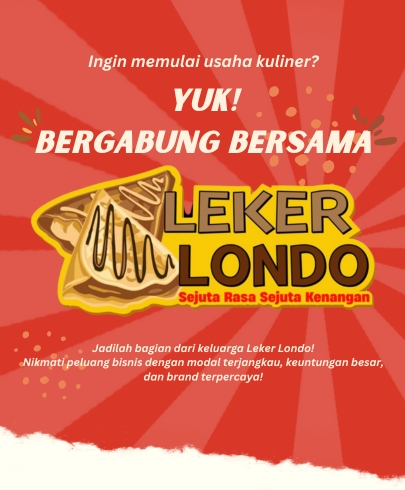 Ingin memulai usaha kuliner?
YUK!
BERGABUNG BERSAMA
LEKER
LONDO
Sejuta Rasa Sejuta Kenangan
Jadilah bagian dari keluarga Leker Londo!
Nikmati peluang bisnis dengan modal terjangkau, keuntungan besar,
dan brand terpercaya!